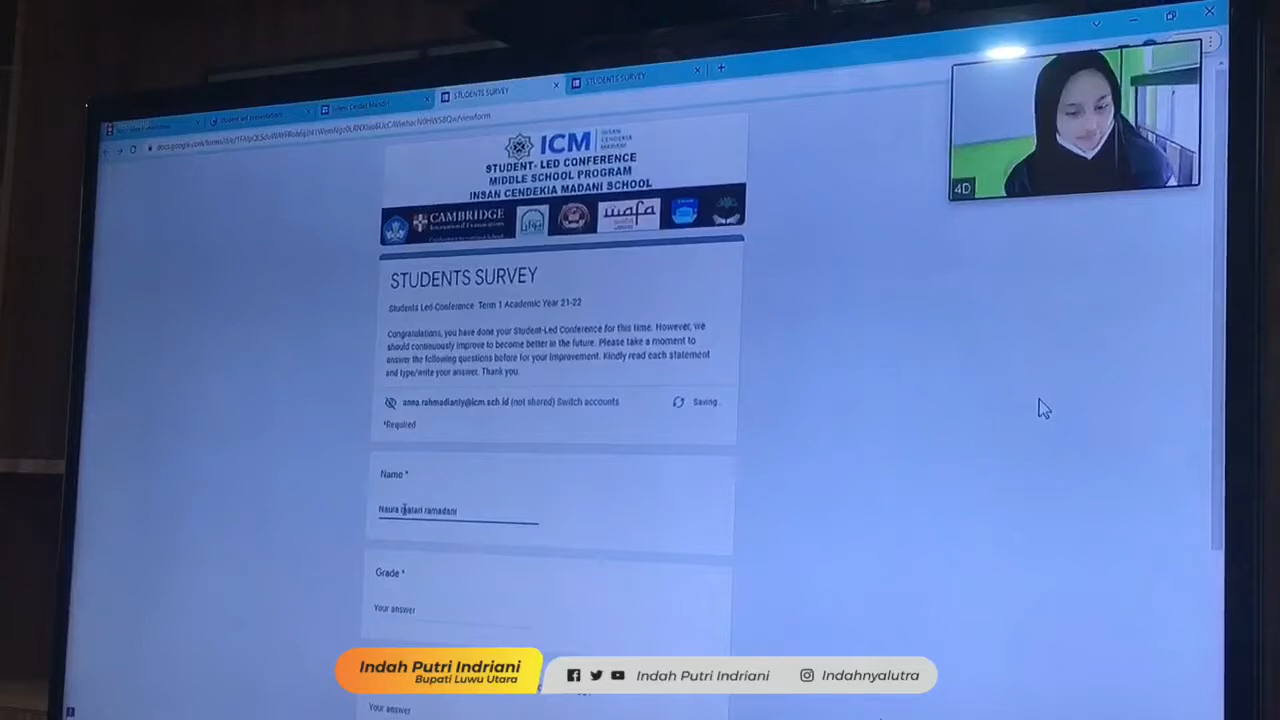 STUDENTS SURVEY
STUDENTS SURVEY
ICM
INSAN
CENDEKIA
MADANI
STUDENT- LED CONFERENCE
MIDDLE SCHOOL PROGRAM
INSAN CENDEKIA MADANI SCHOOL
CAMBRIDGE
wafa
4D
STUDENTS SURVEY
Students Led-Conference Term 1 Academic Year 21-22
Congratulations, you have done your Student-Led Conference for this time. However, we
should continuously improve to become better in the future. Please take a moment to
answer the following questions before for your improvement. Kindly read each statement
and type/write your answer. Thank you.
anna.rahmadianty@icm.sch.id (not shared) Switch accounts
Saving..
*Required
Name *
Naura ramadani
Grade *
Your answer
Your answer
Indah Putri Indriani
Bupati Luwu Utara
Indah Putri Indriani
Indahnyalutra